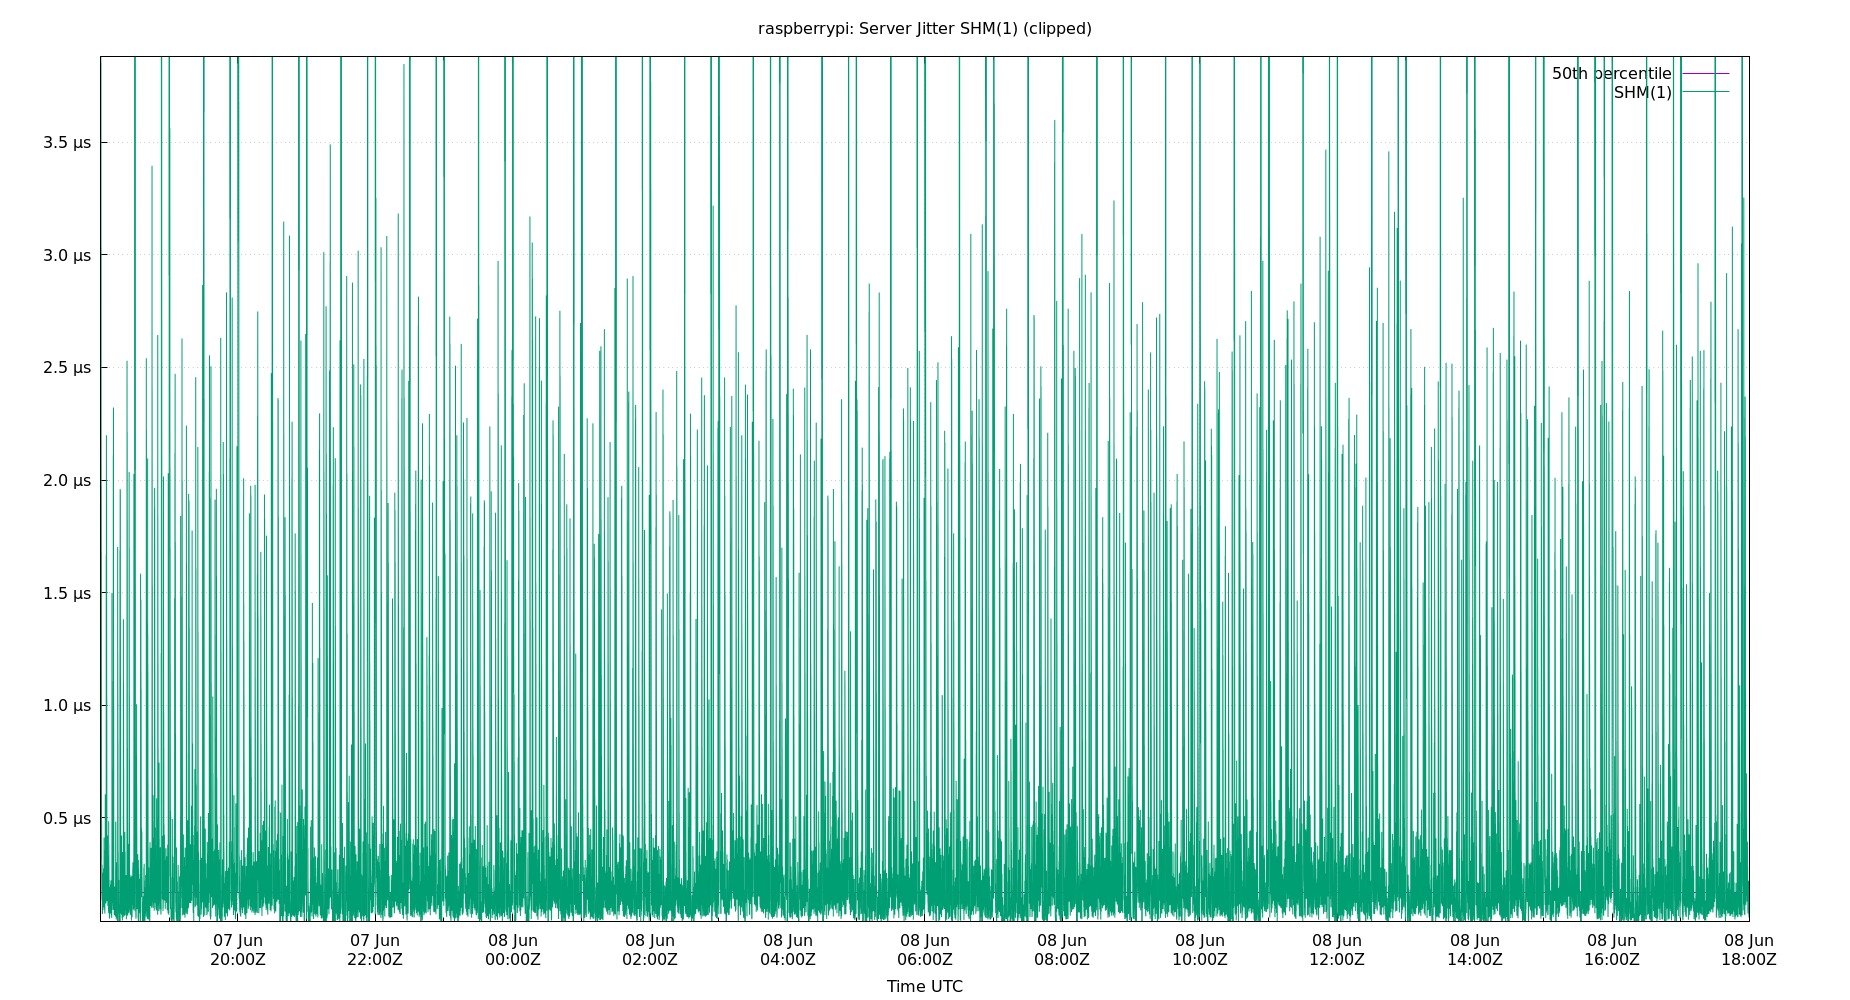 raspberrypi: Server Jitter SHM(1) (clipped)
50th percentile
SHM(1)
3.5 µs
3.0 µs
2.5 µs
2.0 µs
1.5 µs
1.0 µs
0.5 µs
07 Jun 07 Jun 08 Jun 08 Jun 08 Jun 08 Jun 08 Jun 08 Jun 08 Jun 08 Jun 08 Jun 08 Jun
20:00Z 22:00Z 00:00Z 02:00Z 04:00Z 06:00Z 08:00Z 10:00Z 12:00Z 14:00Z 16:00Z 18:00Z
Time UTC